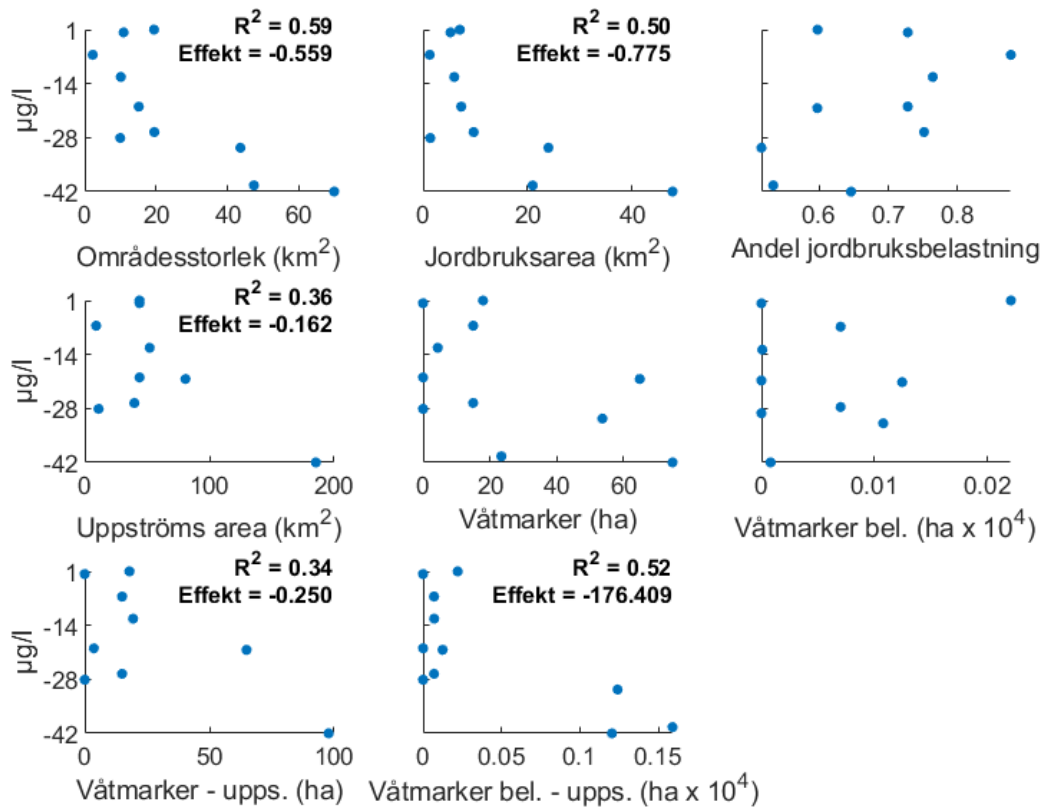 R² = 0.59
Effekt = -0.559
1
-14
-28
-42
µg/l
0 20 40 60
Områdesstorlek (km²)
R² = 0.50
Effekt = -0.775
0 20 40
Jordbruksarea (km²)
0.6 0.7 0.8
Andel jordbruksbelastning
R² = 0.36
Effekt = -0.162
1
-14
-28
-42
µg/l
0 100 200
Uppströms area (km²)
0 20 40 60
Våtmarker (ha)
0 0.01 0.02
Våtmarker bel. (ha x 10⁴)
R² = 0.34
Effekt = -0.250
1
-14
-28
-42
µg/l
0 50 100
Våtmarker - upps. (ha)
R² = 0.52
Effekt = -176.409
0 0.05 0.1 0.15
Våtmarker bel. - upps. (ha x 10⁴)